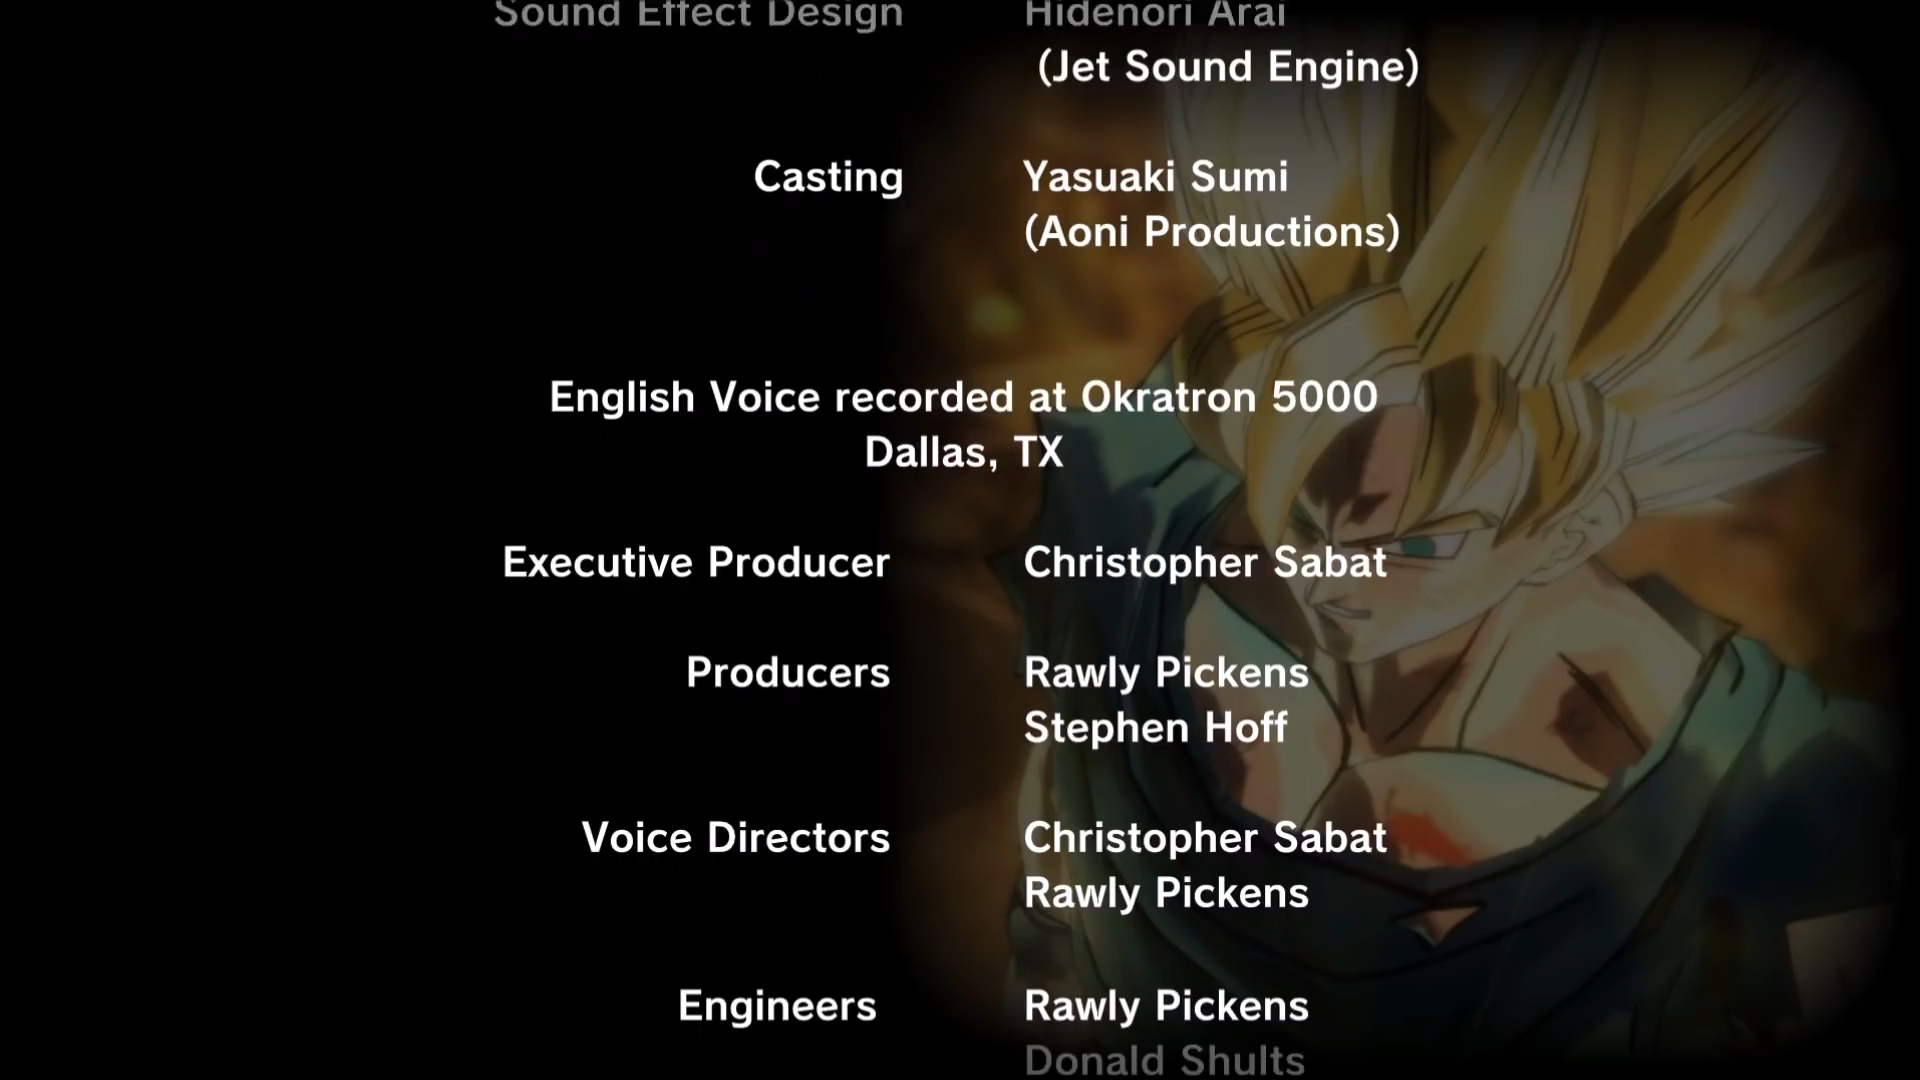 Sound Effect Design Hidenori Arai
(Jet Sound Engine)
Casting Yasuaki Sumi
(Aoni Productions)
English Voice recorded at Okratron 5000
Dallas, TX
Executive Producer Christopher Sabat
Producers Rawly Pickens
Stephen Hoff
Voice Directors Christopher Sabat
Rawly Pickens
Engineers Rawly Pickens
Donald Shults